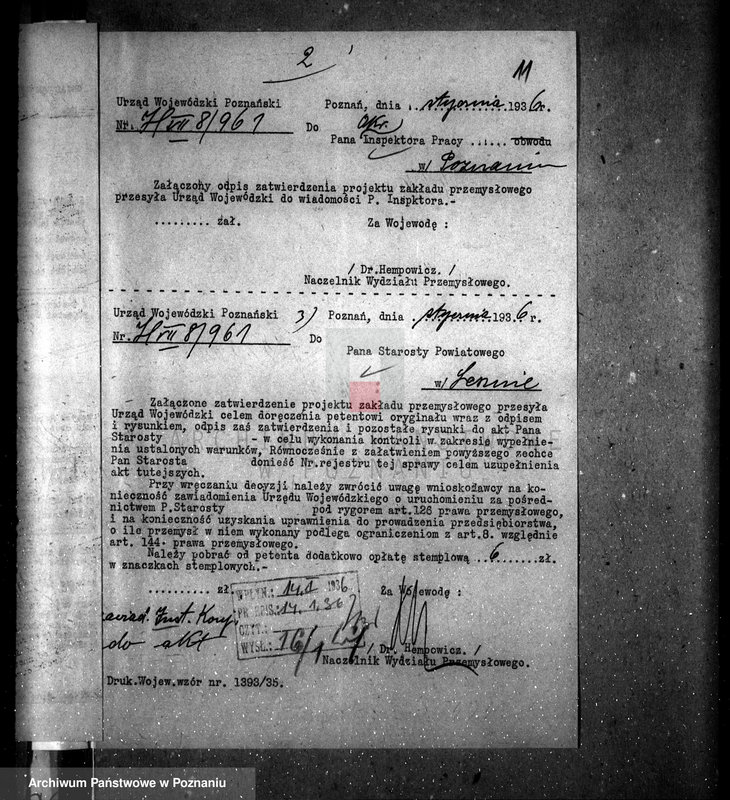 2
11
Urząd Wojewódzki Poznański Poznań, dnia . stycznia 1936 r.
Nr. 8/961 Do Okr.
Pana Inspektora Pracy ...... obwodu
w/ Poznaniu
Załączony odpis zatwierdzenia projektu zakładu przemysłowego
przesyła Urząd Wojewódzki do wiadomości P. Inspktora.-
......... zał. Za Wojewodę :
/ Dr.Hempowicz. /
Naczelnik Wydziału Przemysłowego.
Urząd Wojewódzki Poznański 3) Poznań, dnia . stycznia 1936 r.
Nr. 8/961 Do
Pana Starosty Powiatowego
w/
Załączone zatwierdzenie projektu zakładu przemysłowego przesyła
Urząd Wojewódzki celem doręczenia petentowi oryginału wraz z odpisem
i rysunkiem, odpis zaś zatwierdzenia i pozostałe rysunki do akt Pana
Starosty - w celu wykonania kontroli w zakresie wypełnie-
nia ustalonych warunków, Równocześnie z załatwieniem powyższego zechce
Pan Starosta donieść Nr.rejestru tej sprawy celem uzupełnienia
akt tutejszych.
Przy wręczaniu decyzji należy zwrócić uwagę wnioskodawcy na ko-
nieczność zawiadomienia Urzędu Wojewódzkiego o uruchomieniu za pośred-
nictwem P.Starosty pod rygorem art.126 prawa przemysłowego,
i na konieczność uzyskania uprawnienia do prowadzenia przedsiębiorstwa,
o ile przemysł w niem wykonany podlega ograniczeniom z art.8. względnie
art. 144. prawa przemysłowego.
Należy pobrać od petenta dodatkowo opłatę stemplową ..6.....zł.
w znaczkach stemplowych.-
......... zł. Za Wojewodę :
WPŁYN.: 14.1 1936
14.1.36
CZYT.:
WYSŁ.: 16/1
do akt
/ Dr. Hempowicz. /
Naczelnik Wydziału Przemysłowego.
Druk.Wojew.wzór nr. 1393/35.
Archiwum Państwowe w Poznaniu